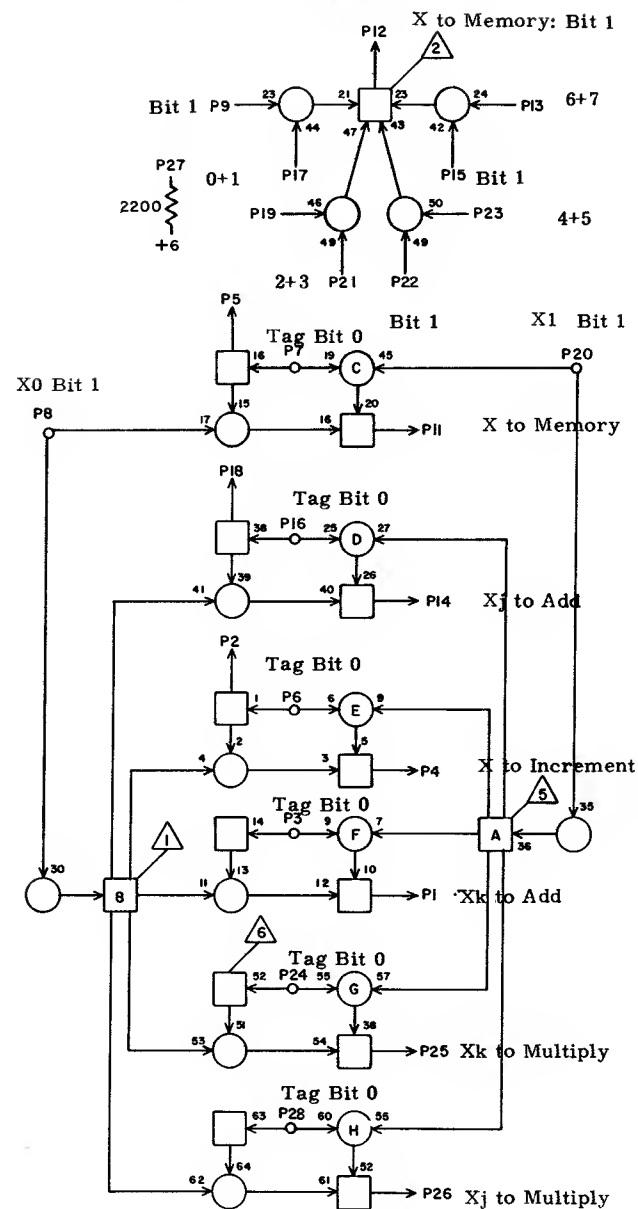 P12
X to Memory: Bit 1
2
Bit 1 P9 23 21 23 24 P13 6+7
44 47 43 42
P17 P15
P27 0+1 Bit 1
2200 P19 46 50 P23 4+5
+6 49 49
2+3 P21 P22
P5 Bit 1 X1 Bit 1
Tag Bit 0
P7 P20
16 19 C 45
X0 Bit 1
P8 15 20
17 16 P11 X to Memory
P18
Tag Bit 0
P16
38 25 D 27
39 26
41 40 P14 Xj to Add
P2
Tag Bit 0
P6
1 6 E 9
2 5
4 3 P4 X to Increment
Tag Bit 0 5
P3 35
14 9 F 7 A 36
1
30 13 10
B 11 12 P1 Xk to Add
6
Tag Bit 0
P24
52 55 G 57
51 38
53 54 P25 Xk to Multiply
Tag Bit 0
P28
63 60 H 56
64 52
62 61 P26 Xj to Multiply